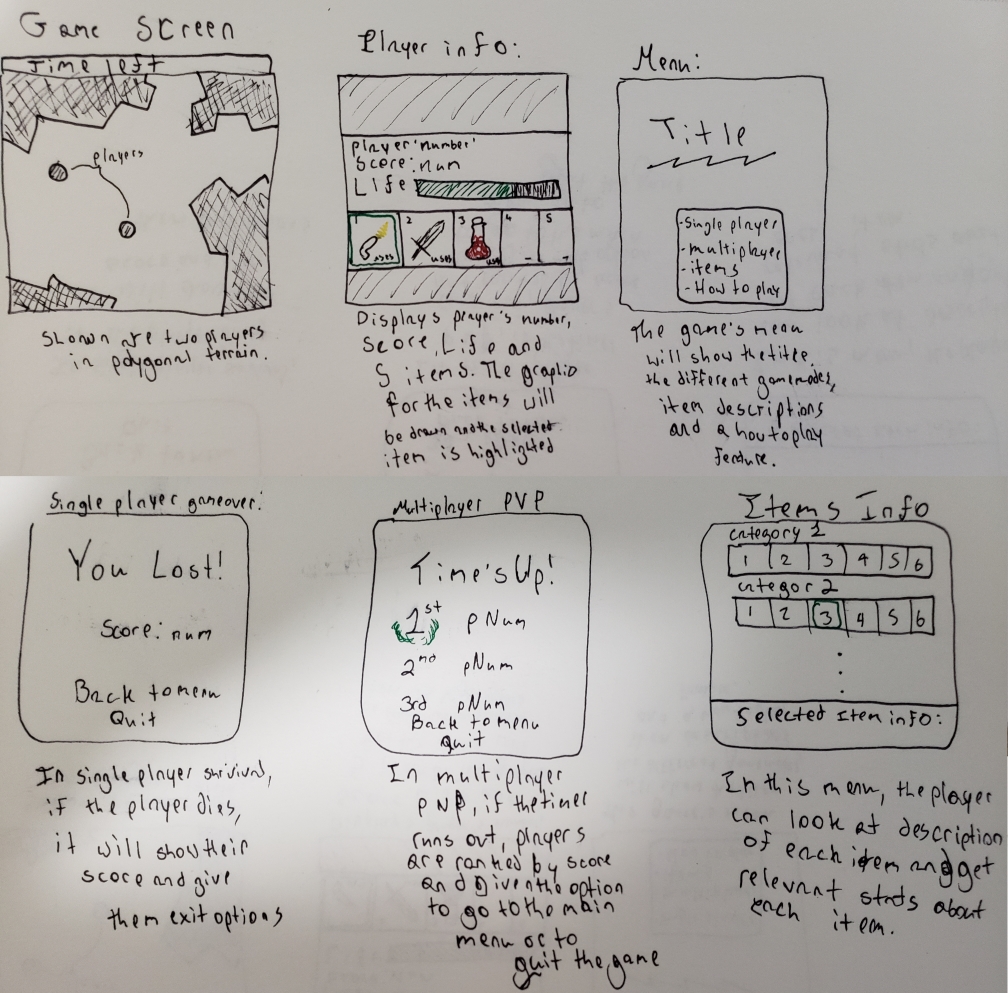 Game Screen
Time left
players
Shown are two players
in polygonal terrain.
Player info:
player 'number'
Score: num
Life
1 2 3 4 5
uses uses uses - -
Displays player's number,
Score, Life and
5 items. The graphic
for the items will
be drawn and the selected
item is highlighted
Menu:
Title
-Single player
-multiplayer
-items
-How to play
The game's menu
will show the title,
the different gamemodes,
item descriptions
and a how to play
feature.
Single player gameover:
You Lost!
Score: num
Back to menu
Quit
In single player survival,
if the player dies,
it will show their
score and give
them exit options
Multiplayer PVP
Time's Up!
1st pNum
2nd pNum
3rd pNum
Back to menu
Quit
In multiplayer
PVP, if the timer
runs out, players
are ranked by score
and given the option
to go to the main
menu or to
quit the game
Items Info
category 1
1 2 3 4 5 6
categor 2
1 2 3 4 5 6
Selected Item info:
In this menu, the player
can look at description
of each item and get
relevant stats about
each item.